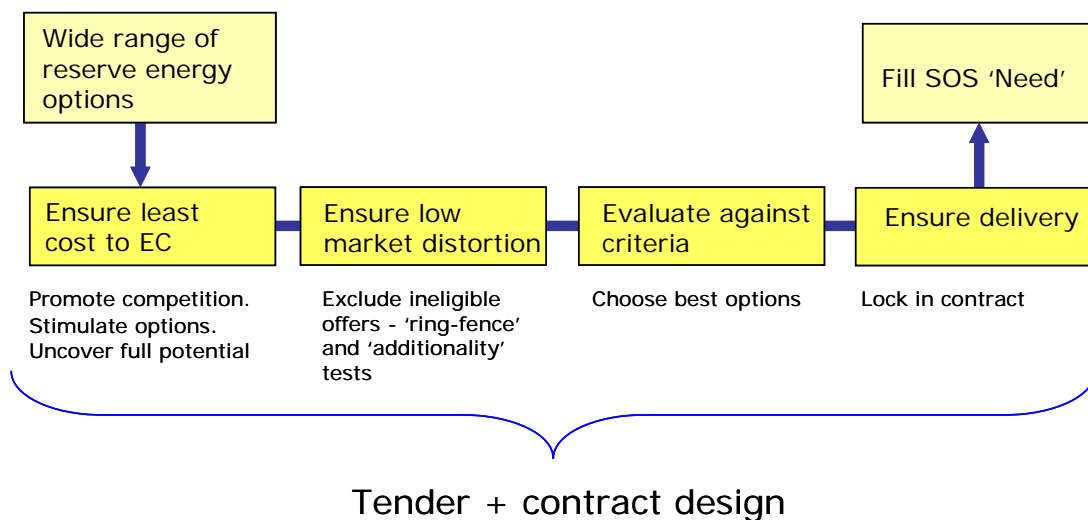 Wide range of
reserve energy
options
Fill SOS ‘Need’
Ensure least
cost to EC
Ensure low
market distortion
Evaluate against
criteria
Ensure delivery
Promote competition.
Stimulate options.
Uncover full potential
Exclude ineligible
offers - ‘ring-fence’
and ‘additionality’
tests
Choose best options
Lock in contract
Tender + contract design